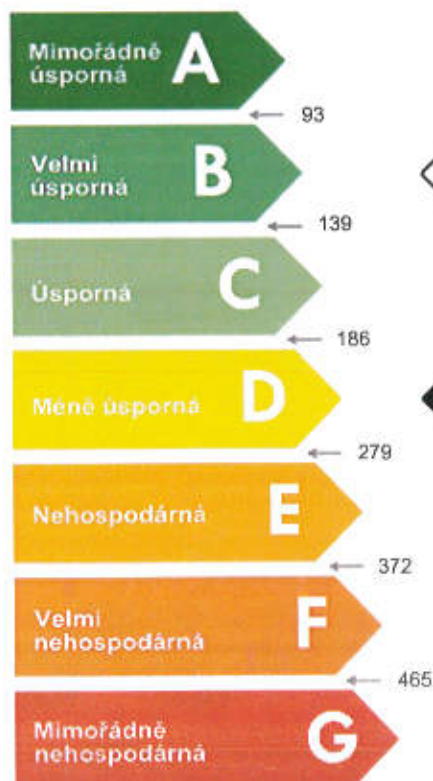 Mimořádně
úsporná A
93
Velmi
úsporná B
139
Úsporná C
186
Méně úsporná D
279
Nehospodárná E
372
Velmi
nehospodárná F
465
Mimořádně
nehospodárná G